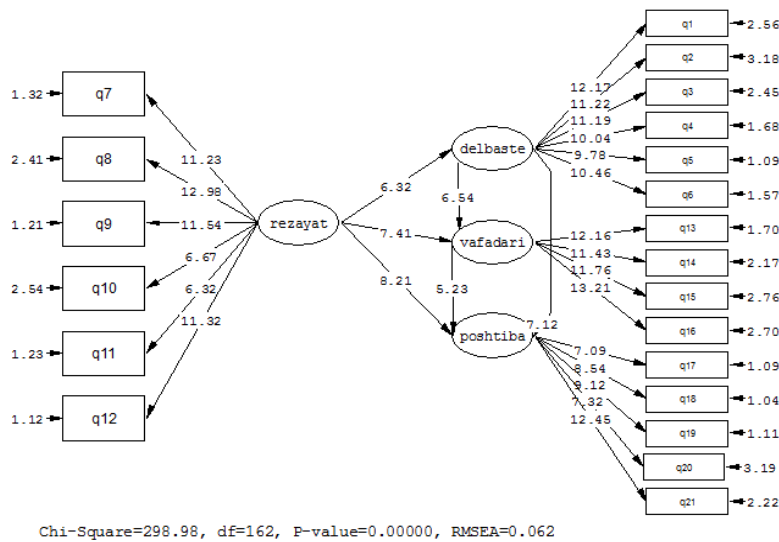 q1
2.56
q2
3.18
12.17
q3
2.45
1.32
q7
11.22
11.19
q4
1.68
10.04
delbaste
9.78
q5
1.09
2.41
q8
11.23
10.46
q6
1.57
12.98
6.32
6.54
1.21
q9
11.54
rezayat
7.41
vafadari
12.16
q13
1.70
11.43
q14
2.17
6.67
11.76
2.54
q10
8.21
5.23
13.21
q15
2.76
6.32
11.32
7.12
q16
2.70
1.23
q11
poshtiba
7.09
q17
1.09
8.54
q18
1.04
9.12
7.32
1.12
q12
12.45
q19
1.11
q20
3.19
q21
2.22
Chi-Square=298.98, df=162, P-value=0.00000, RMSEA=0.062